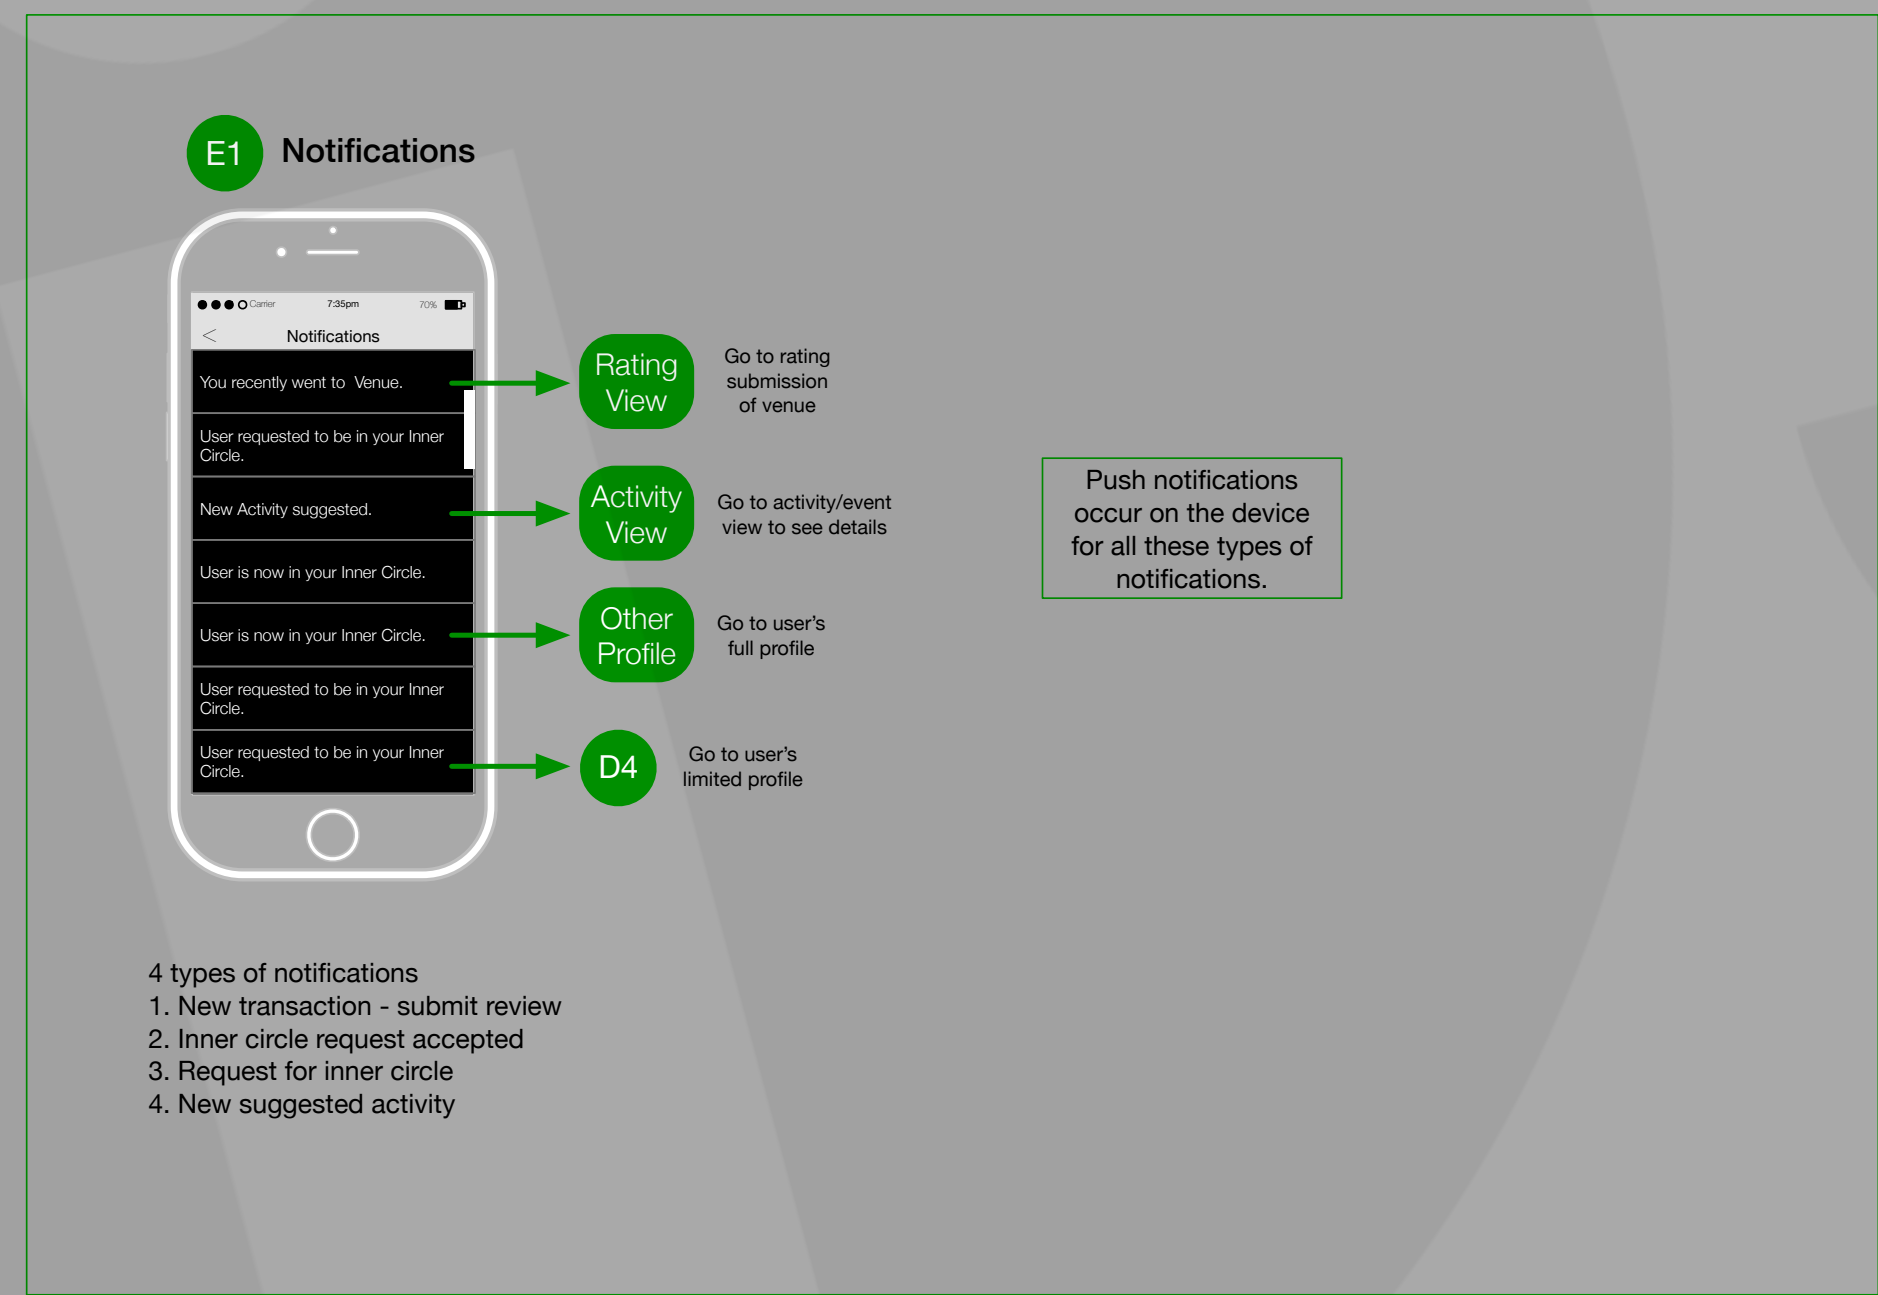 E1 Notifications
Carrier 7:35pm 70%
< Notifications
You recently went to Venue.
User requested to be in your Inner
Circle.
New Activity suggested.
User is now in your Inner Circle.
User is now in your Inner Circle.
User requested to be in your Inner
Circle.
User requested to be in your Inner
Circle.
Rating
View
Go to rating
submission
of venue
Activity
View
Go to activity/event
view to see details
Other
Profile
Go to user’s
full profile
D4
Go to user’s
limited profile
Push notifications
occur on the device
for all these types of
notifications.
4 types of notifications
1. New transaction - submit review
2. Inner circle request accepted
3. Request for inner circle
4. New suggested activity